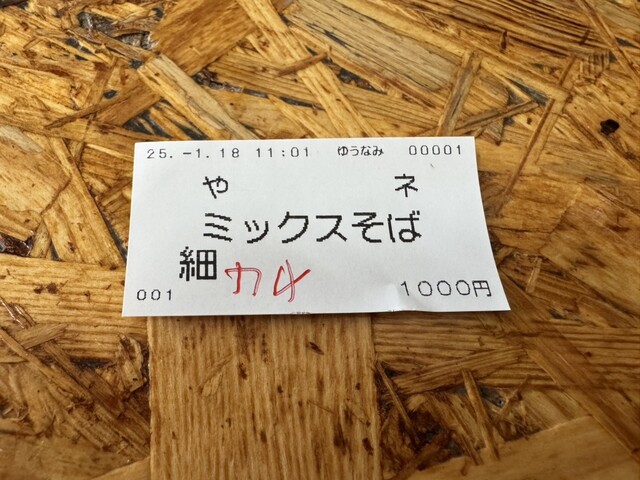 25.-1.18 11:01 ゆうなみ 00001
や ネ
ミックスそば
細 カタ
001 1000円